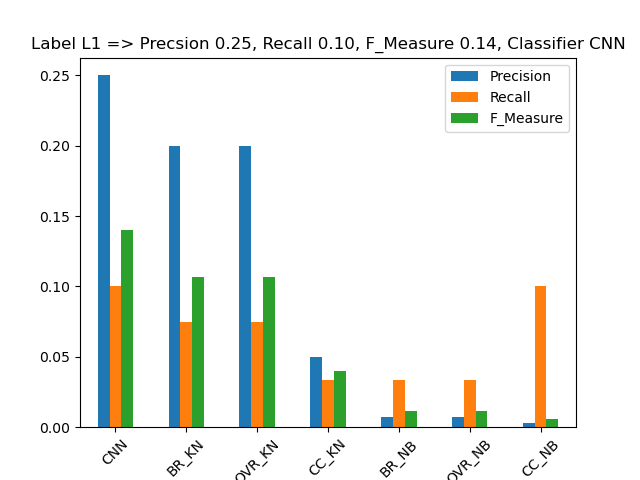 Label L1 => Precsion 0.25, Recall 0.10, F_Measure 0.14, Classifier CNN
Precision
Recall
F_Measure
0.25
0.20
0.15
0.10
0.05
0.00
CNN
BR_KN
OVR_KN
CC_KN
BR_NB
OVR_NB
CC_NB